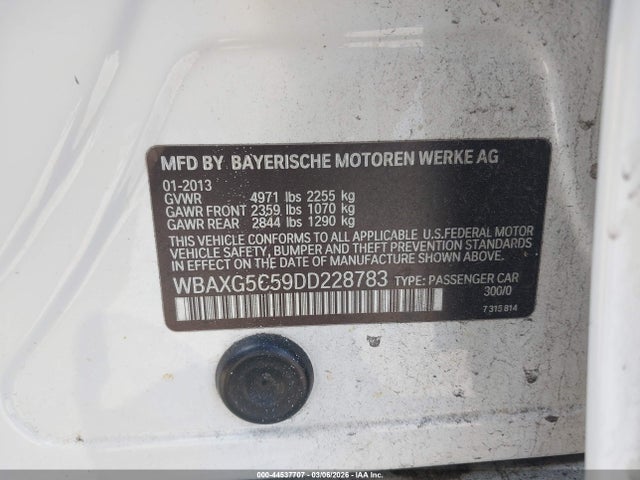 MFD BY BAYERISCHE MOTOREN WERKE AG
01-2013
GVWR 4971 lbs 2255 kg
GAWR FRONT 2359 lbs 1070 kg
GAWR REAR 2844 lbs 1290 kg
THIS VEHICLE CONFORMS TO ALL APPLICABLE U.S.FEDERAL MOTOR
VEHICLE SAFETY, BUMPER AND THEFT PREVENTION
STANDARDS IN EFFECT ON THE DATE OF MANUFACTURE
SHOWN ABOVE.
WBAXG5C59DD228783 TYPE: PASSENGER CAR
300/0
7 315 814
000-44537707 - 03/06/2026 - IAA Inc.